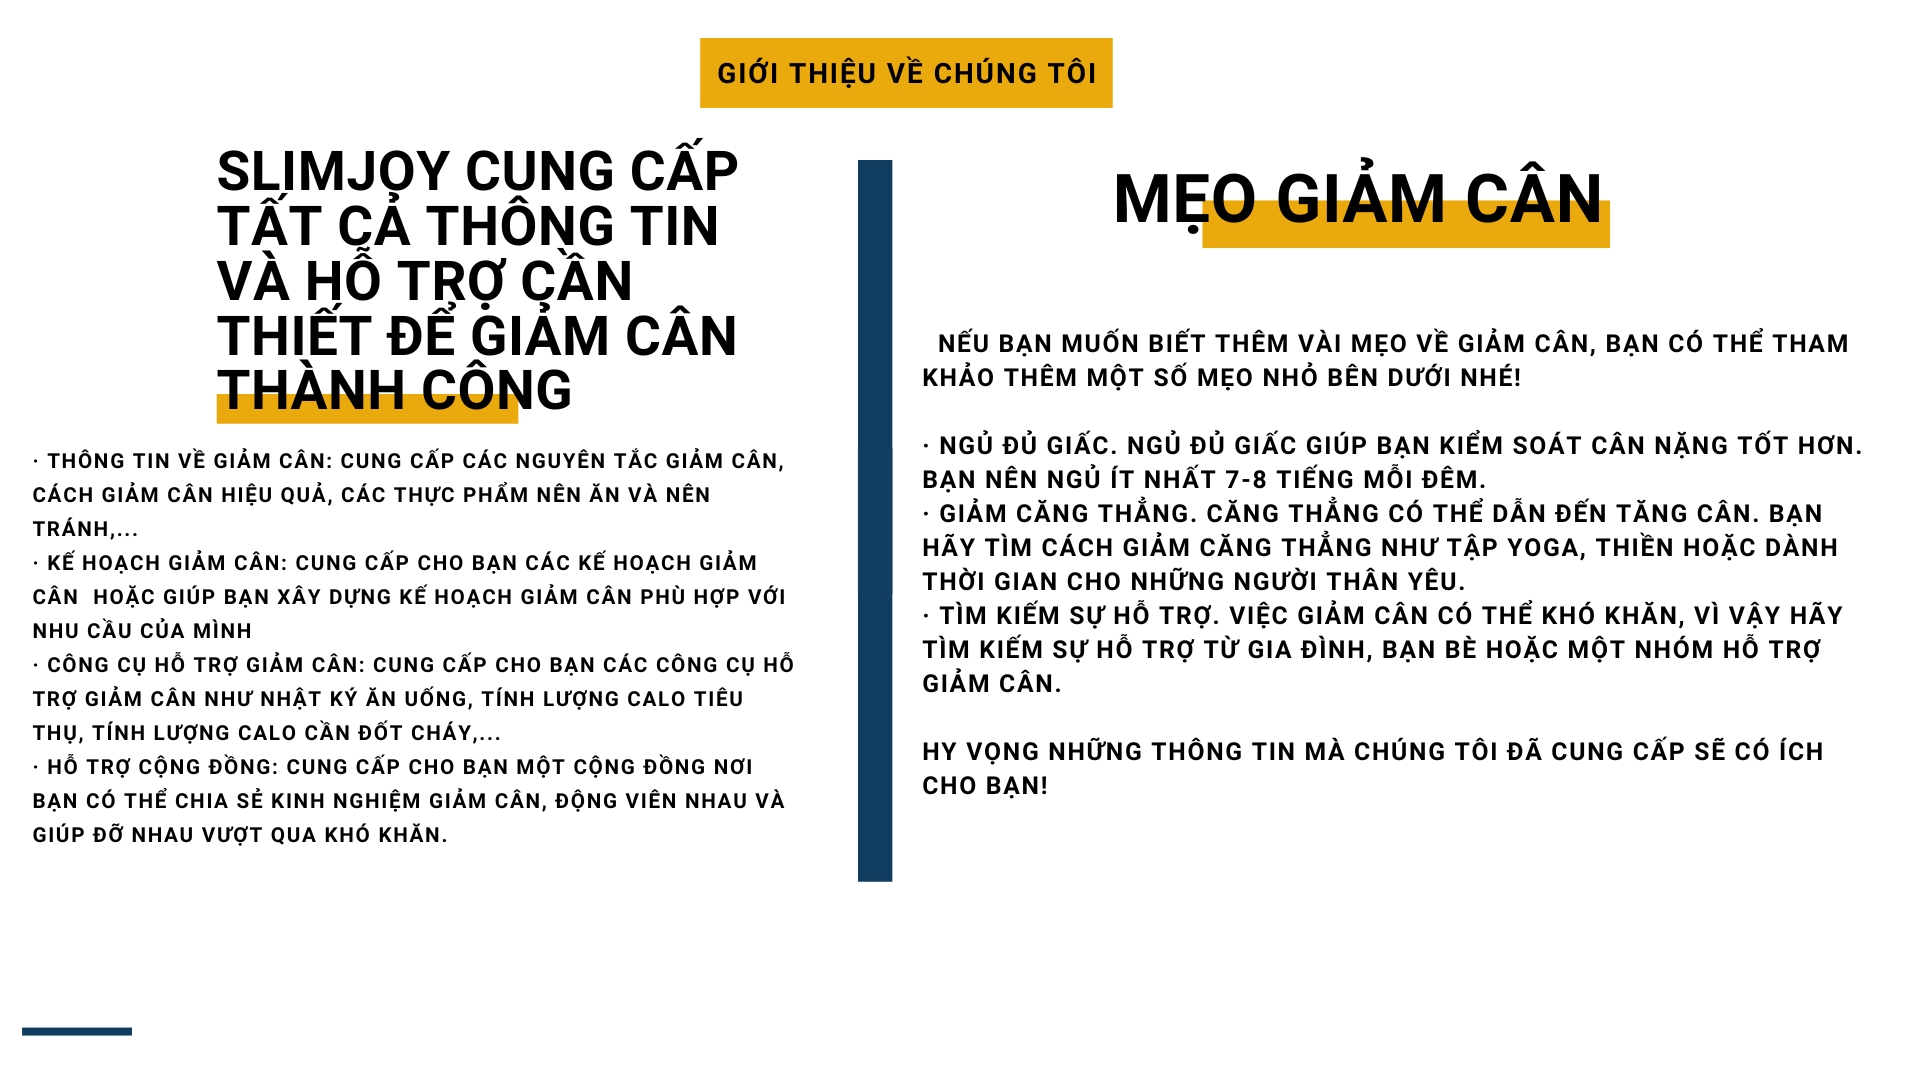 GIỚI THIỆU VỀ CHÚNG TÔI
SLIMJOY CUNG CẤP
TẤT CẢ THÔNG TIN
VÀ HỖ TRỢ CẦN
THIẾT ĐỂ GIẢM CÂN
THÀNH CÔNG
· THÔNG TIN VỀ GIẢM CÂN: CUNG CẤP CÁC NGUYÊN TẮC GIẢM CÂN,
CÁCH GIẢM CÂN HIỆU QUẢ, CÁC THỰC PHẨM NÊN ĂN VÀ NÊN
TRÁNH,...
· KẾ HOẠCH GIẢM CÂN: CUNG CẤP CHO BẠN CÁC KẾ HOẠCH GIẢM
CÂN  HOẶC GIÚP BẠN XÂY DỰNG KẾ HOẠCH GIẢM CÂN PHÙ HỢP VỚI
NHU CẦU CỦA MÌNH
· CÔNG CỤ HỖ TRỢ GIẢM CÂN: CUNG CẤP CHO BẠN CÁC CÔNG CỤ HỖ
TRỢ GIẢM CÂN NHƯ NHẬT KÝ ĂN UỐNG, TÍNH LƯỢNG CALO TIÊU
THỤ, TÍNH LƯỢNG CALO CẦN ĐỐT CHÁY,...
· HỖ TRỢ CỘNG ĐỒNG: CUNG CẤP CHO BẠN MỘT CỘNG ĐỒNG NƠI
BẠN CÓ THỂ CHIA SẺ KINH NGHIỆM GIẢM CÂN, ĐỘNG VIÊN NHAU VÀ
GIÚP ĐỠ NHAU VƯỢT QUA KHÓ KHĂN.
MẸO GIẢM CÂN
NẾU BẠN MUỐN BIẾT THÊM VÀI MẸO VỀ GIẢM CÂN, BẠN CÓ THỂ THAM
KHẢO THÊM MỘT SỐ MẸO NHỎ BÊN DƯỚI NHÉ!
· NGỦ ĐỦ GIẤC. NGỦ ĐỦ GIẤC GIÚP BẠN KIỂM SOÁT CÂN NẶNG TỐT HƠN.
BẠN NÊN NGỦ ÍT NHẤT 7-8 TIẾNG MỖI ĐÊM.
· GIẢM CĂNG THẲNG. CĂNG THẲNG CÓ THỂ DẪN ĐẾN TĂNG CÂN. BẠN
HÃY TÌM CÁCH GIẢM CĂNG THẲNG NHƯ TẬP YOGA, THIỀN HOẶC DÀNH
THỜI GIAN CHO NHỮNG NGƯỜI THÂN YÊU.
· TÌM KIẾM SỰ HỖ TRỢ. VIỆC GIẢM CÂN CÓ THỂ KHÓ KHĂN, VÌ VẬY HÃY
TÌM KIẾM SỰ HỖ TRỢ TỪ GIA ĐÌNH, BẠN BÈ HOẶC MỘT NHÓM HỖ TRỢ
GIẢM CÂN.
HY VỌNG NHỮNG THÔNG TIN MÀ CHÚNG TÔI ĐÃ CUNG CẤP SẼ CÓ ÍCH
CHO BẠN!